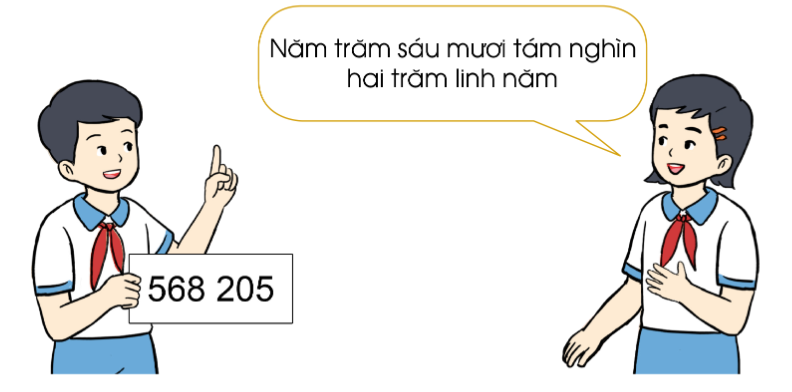 Năm trăm sáu mươi tám nghìn
hai trăm linh năm
568 205